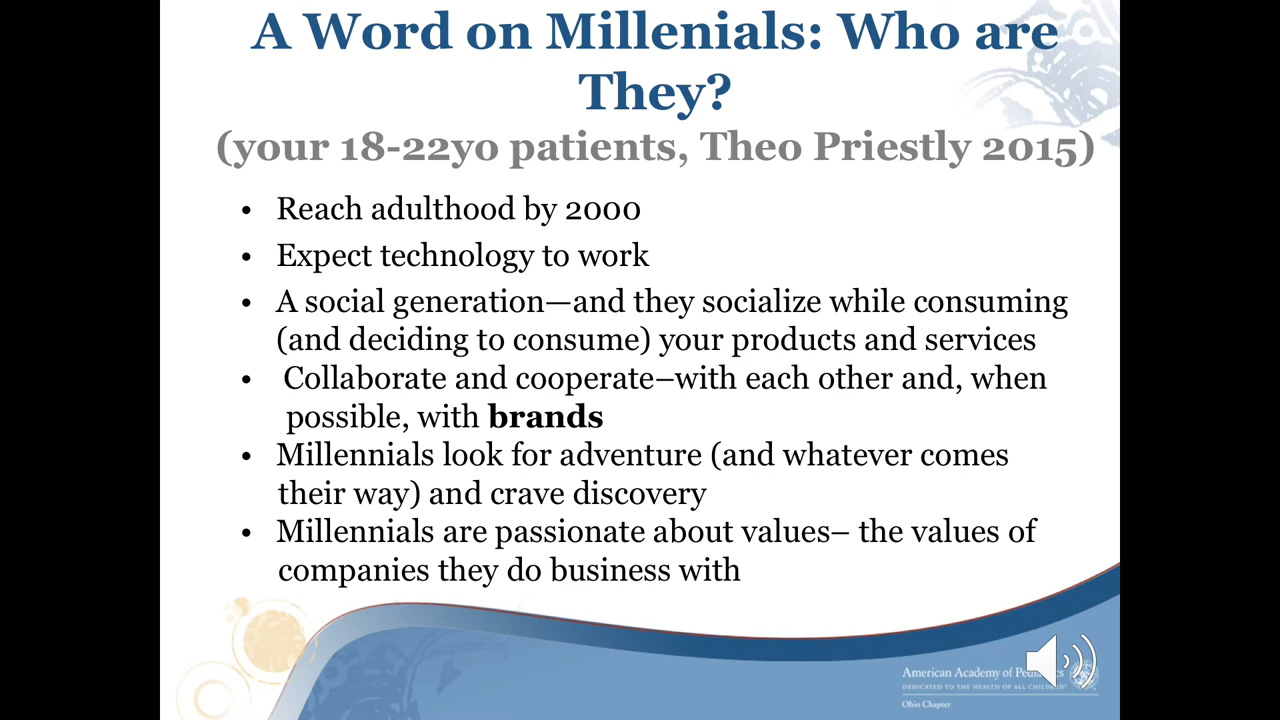 A Word on Millenials: Who are
They?
(your 18-22yo patients, Theo Priestly 2015)
• Reach adulthood by 2000
• Expect technology to work
• A social generation—and they socialize while consuming
(and deciding to consume) your products and services
• Collaborate and cooperate–with each other and, when
possible, with brands
• Millennials look for adventure (and whatever comes
their way) and crave discovery
• Millennials are passionate about values– the values of
companies they do business with
American Academy of
DEDICATED TO THE HEALTH OF ALL
Ohio Chapter